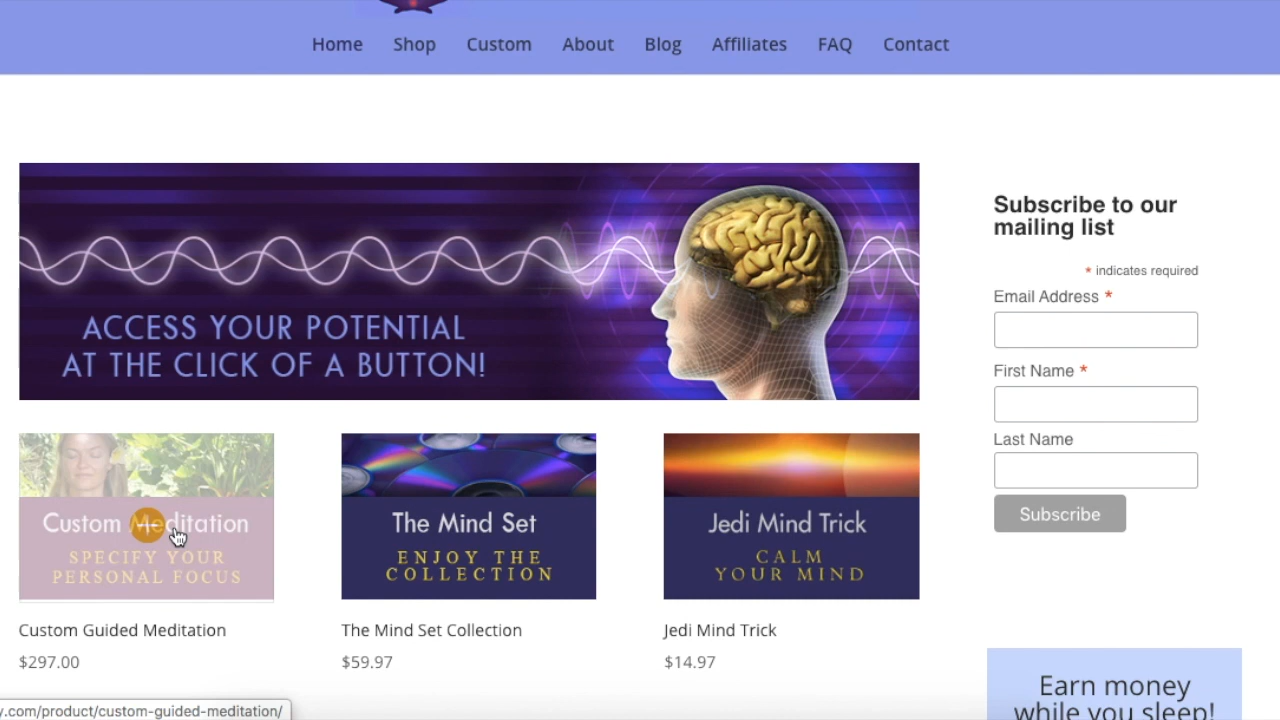 Home Shop Custom About Blog Affiliates FAQ Contact
ACCESS YOUR POTENTIAL
AT THE CLICK OF A BUTTON!
Custom Meditation
SPECIFY YOUR
PERSONAL FOCUS
Custom Guided Meditation
$297.00
The Mind Set
ENJOY THE
COLLECTION
The Mind Set Collection
$59.97
Jedi Mind Trick
CALM
YOUR MIND
Jedi Mind Trick
$14.97
Subscribe to our
mailing list
* indicates required
Email Address *
First Name *
Last Name
Subscribe
Earn money
while you sleep!
y.com/product/custom-guided-meditation/